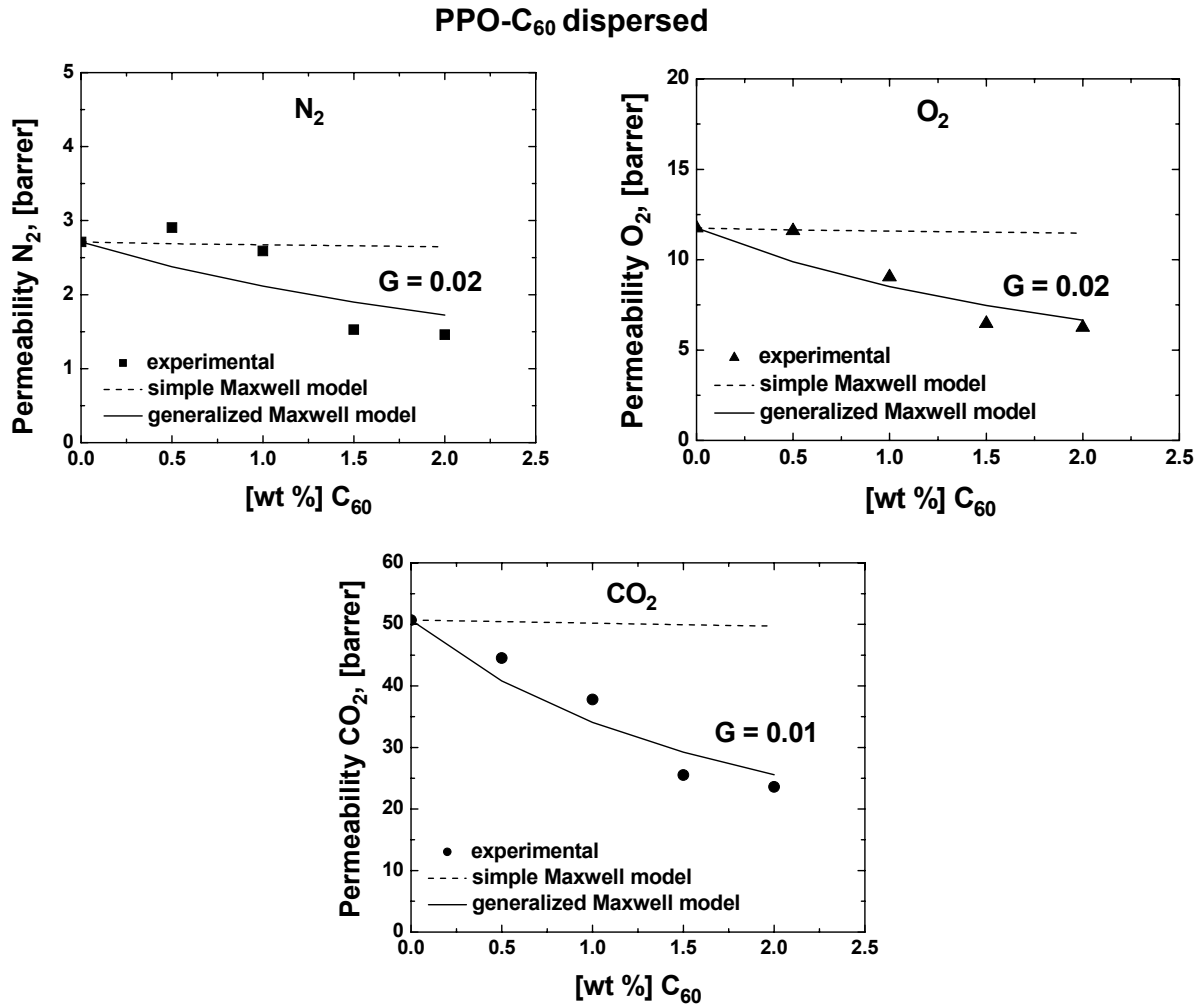 PPO-C₆₀ dispersed
N₂
Permeability N₂, [barrer]
5
4
3
2
1
0
G = 0.02
experimental
simple Maxwell model
generalized Maxwell model
0.0 0.5 1.0 1.5 2.0 2.5
[wt %] C₆₀
O₂
Permeability O₂, [barrer]
20
15
10
5
0
G = 0.02
experimental
simple Maxwell model
generalized Maxwell model
0.0 0.5 1.0 1.5 2.0 2.5
[wt %] C₆₀
CO₂
Permeability CO₂, [barrer]
60
50
40
30
20
10
0
G = 0.01
experimental
simple Maxwell model
generalized Maxwell model
0.0 0.5 1.0 1.5 2.0 2.5
[wt %] C₆₀